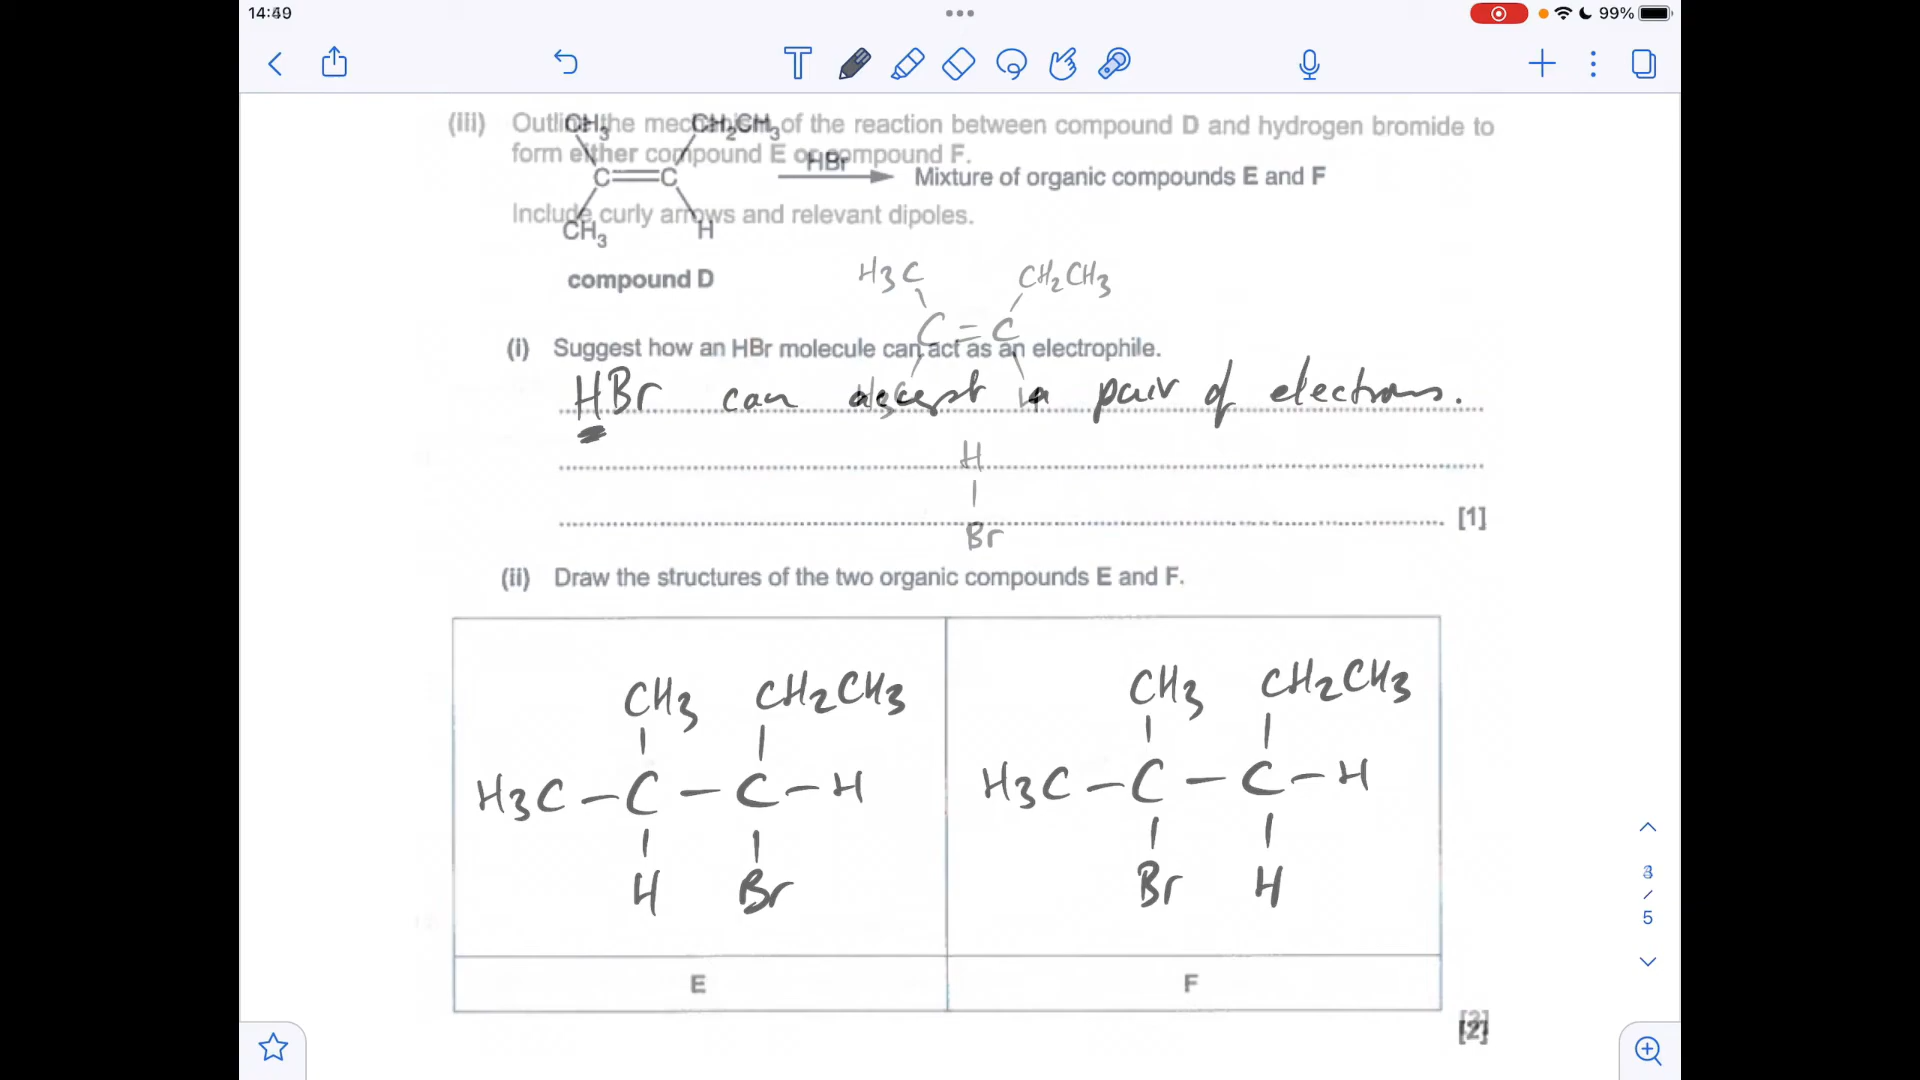 14:49
99%
(iii) Outline the mechanism of the reaction between compound D and hydrogen bromide to
form either compound E or compound F.
CH3 CH2CH3
C C
HBr
Mixture of organic compounds E and F
Include curly arrows and relevant dipoles.
CH3 H
compound D
H3C CH2CH3
C = C
(i) Suggest how an HBr molecule can act as an electrophile.
HBr can accept a pair of electrons.
H3C H
H
Br
[1]
(ii) Draw the structures of the two organic compounds E and F.
CH3 CH2CH3
H3C - C - C - H
H Br
CH3 CH2CH3
H3C - C - C - H
Br H
E F
[2]
3
/
5